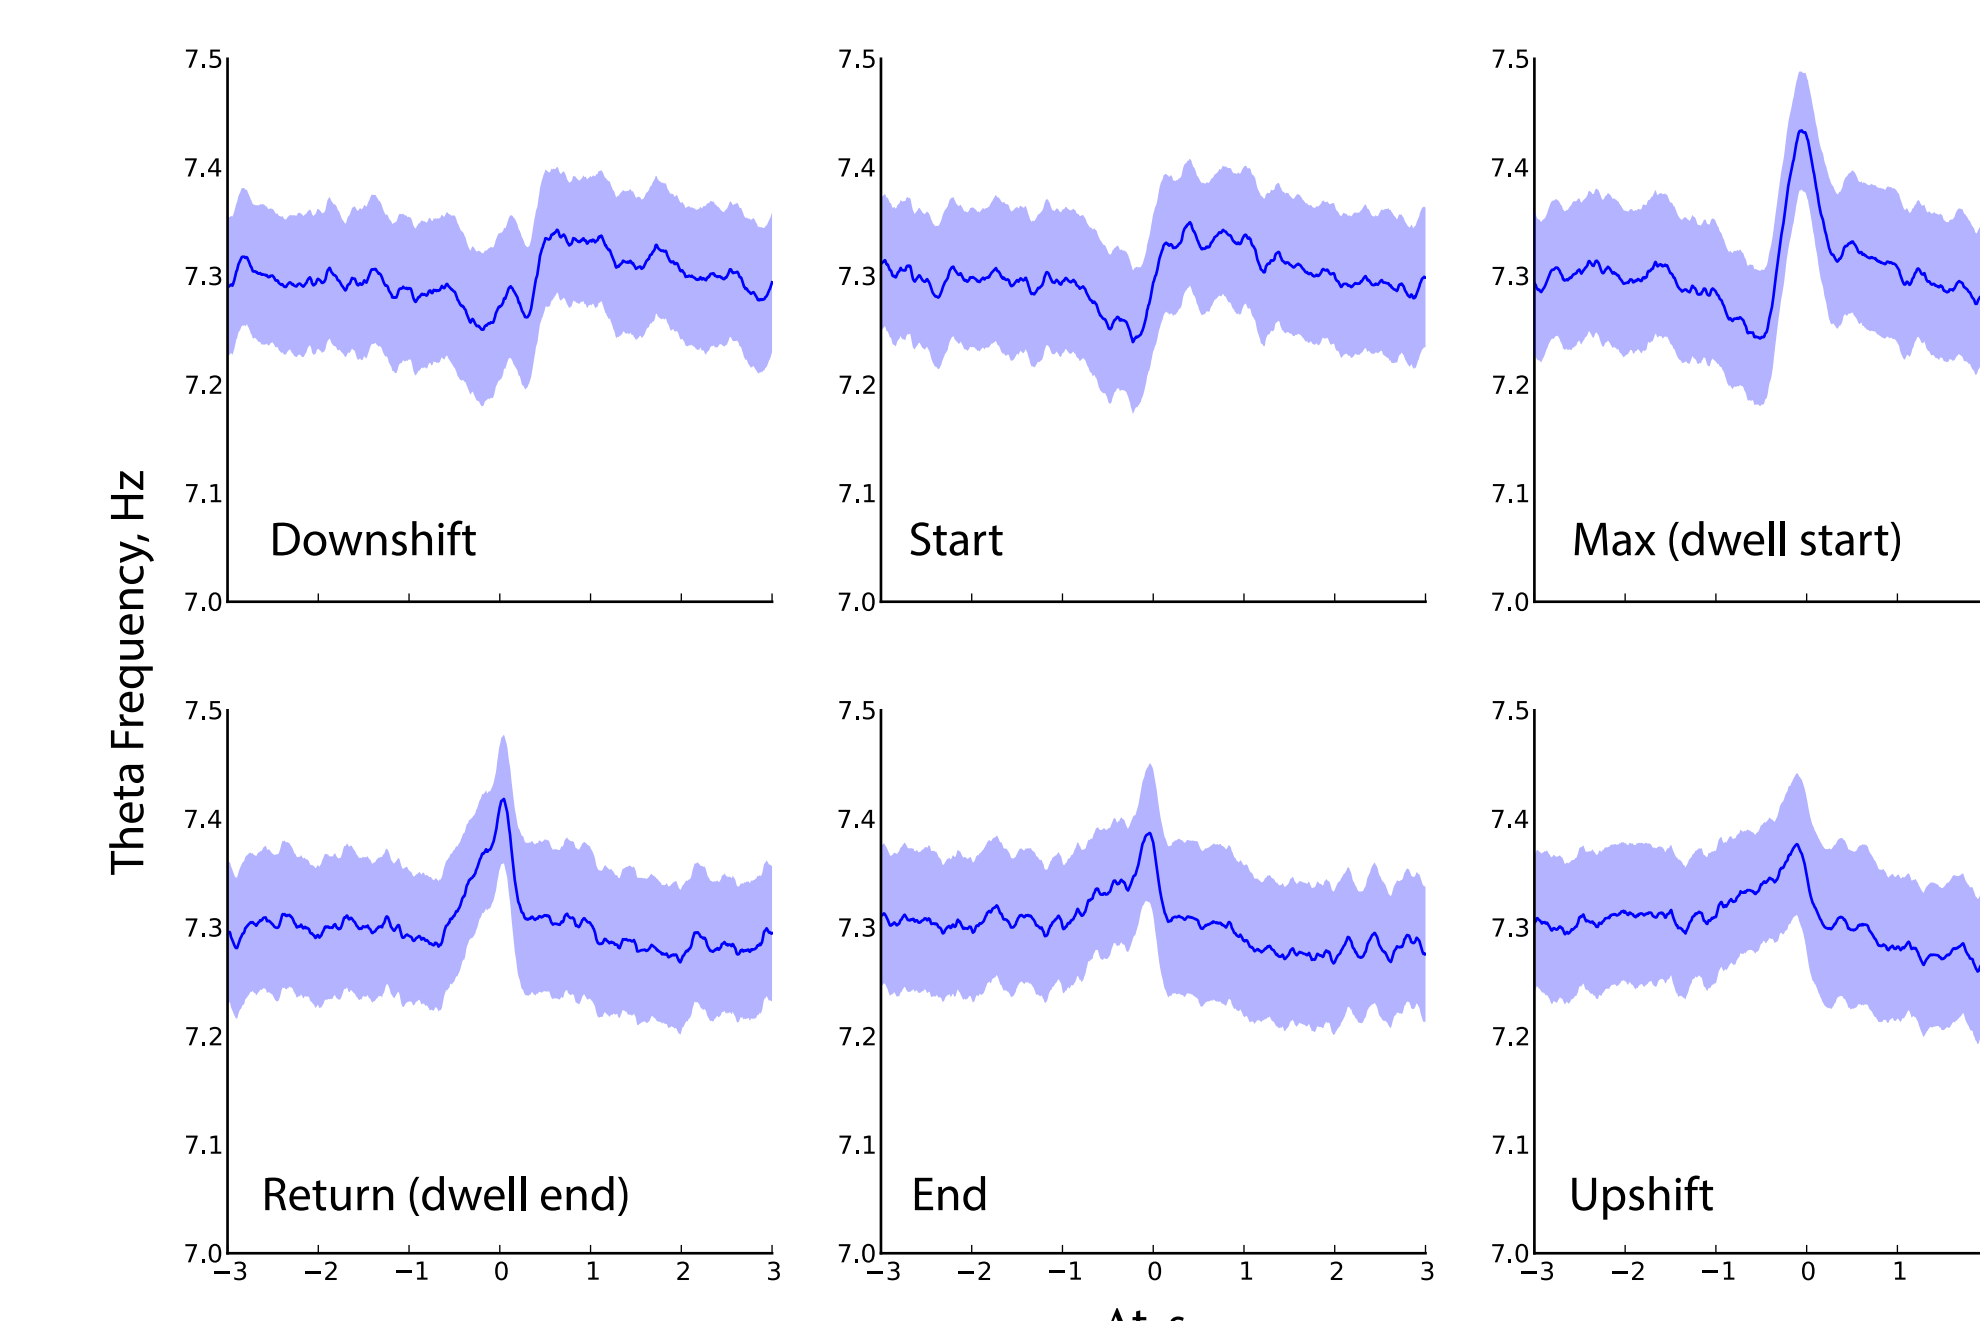 7.5 7.5 7.5
7.4 7.4 7.4
7.3 7.3 7.3
7.2 7.2 7.2
7.1 7.1 7.1
Downshift Start Max (dwell start)
7.0 7.0 7.0
Theta Frequency, Hz
7.5 7.5 7.5
7.4 7.4 7.4
7.3 7.3 7.3
7.2 7.2 7.2
7.1 7.1 7.1
Return (dwell end) End Upshift
7.0 7.0 7.0
−3 −2 −1 0 1 2 3 −3 −2 −1 0 1 2 3 −3 −2 −1 0 1